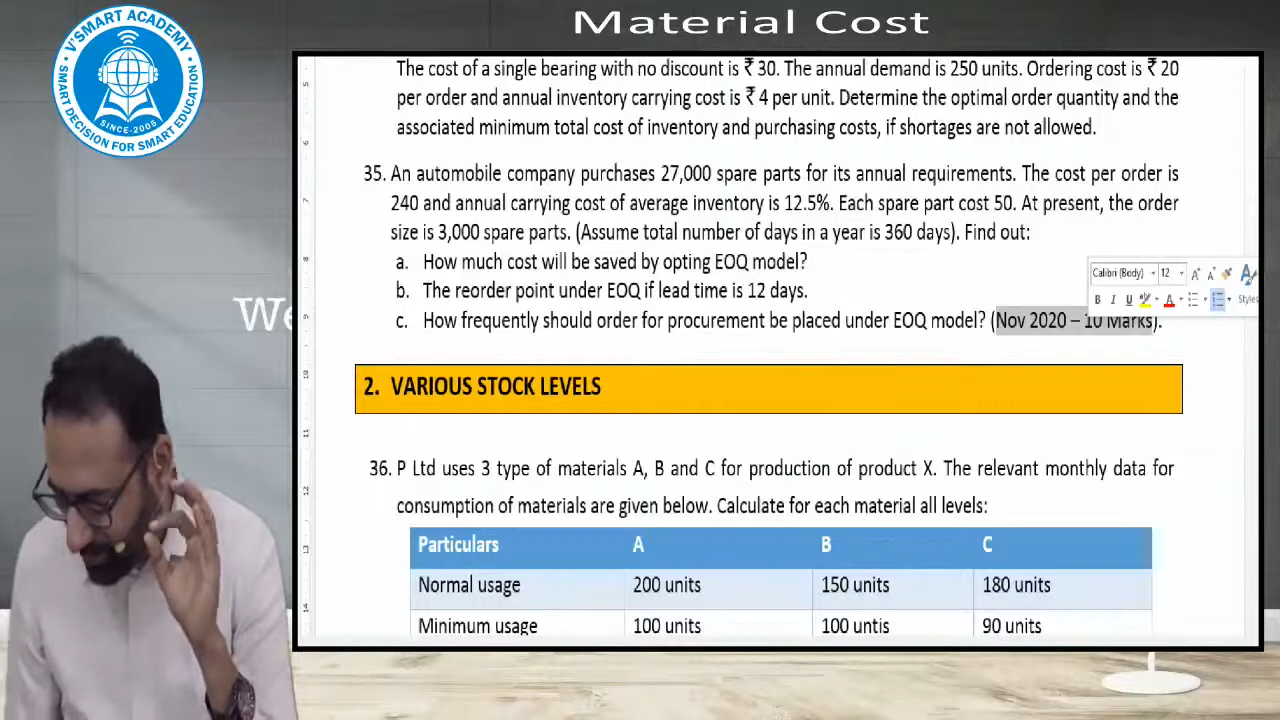 Material Cost
V'SMART ACADEMY
SINCE-2005
SMART DECISION FOR SMART EDUCATION
We
The cost of a single bearing with no discount is ₹ 30. The annual demand is 250 units. Ordering cost is ₹ 20
per order and annual inventory carrying cost is ₹ 4 per unit. Determine the optimal order quantity and the
associated minimum total cost of inventory and purchasing costs, if shortages are not allowed.
35. An automobile company purchases 27,000 spare parts for its annual requirements. The cost per order is
240 and annual carrying cost of average inventory is 12.5%. Each spare part cost 50. At present, the order
size is 3,000 spare parts. (Assume total number of days in a year is 360 days). Find out:
a. How much cost will be saved by opting EOQ model?
b. The reorder point under EOQ if lead time is 12 days.
c. How frequently should order for procurement be placed under EOQ model? (Nov 2020 – 10 Marks).
Calibri (Body) 12
B I U Styles
2. VARIOUS STOCK LEVELS
36. P Ltd uses 3 type of materials A, B and C for production of product X. The relevant monthly data for
consumption of materials are given below. Calculate for each material all levels:
Particulars A B C
Normal usage 200 units 150 units 180 units
Minimum usage 100 units 100 untis 90 units